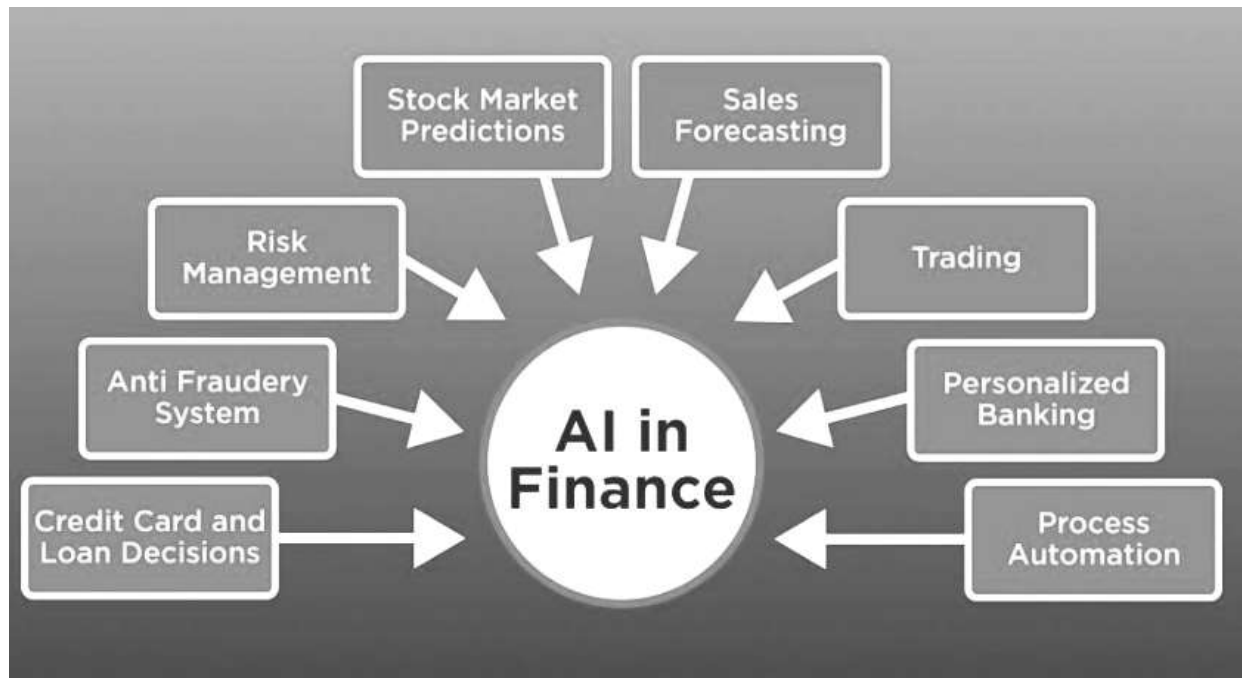 Stock Market
Predictions
Sales
Forecasting
Risk
Management
Trading
Anti Fraudery
System
Personalized
Banking
AI in
Finance
Credit Card and
Loan Decisions
Process
Automation